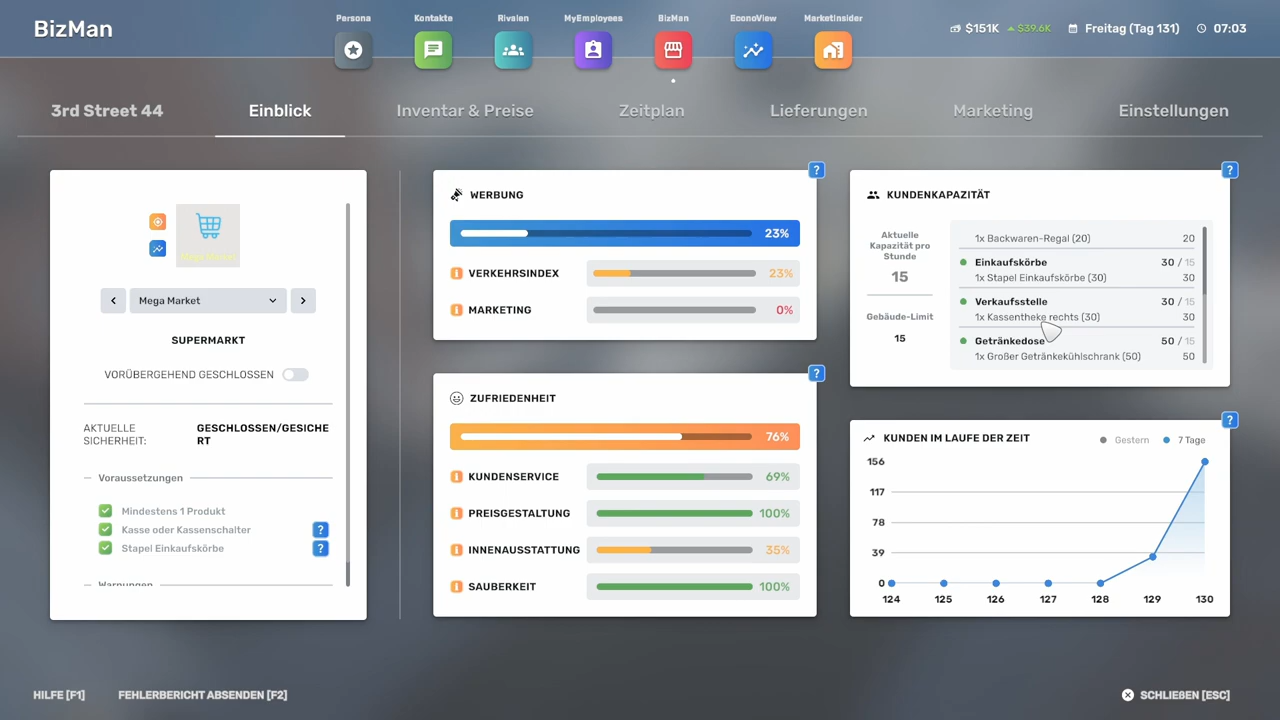 BizMan
Persona
Kontakte
Rivalen
MyEmployees
BizMan
EconoView
MarketInsider
$151K
$39.6K
Freitag (Tag 131)
07:03
3rd Street 44
Einblick
Inventar & Preise
Zeitplan
Lieferungen
Marketing
Einstellungen
Mega Market
Mega Market
SUPERMARKT
VORÜBERGEHEND GESCHLOSSEN
AKTUELLE SICHERHEIT:
GESCHLOSSEN/GESICHE
RT
Voraussetzungen
Mindestens 1 Produkt
Kasse oder Kassenschalter
?
Stapel Einkaufskörbe
?
Warnungen
?
WERBUNG
23%
VERKEHRSINDEX
23%
MARKETING
0%
?
ZUFRIEDENHEIT
76%
KUNDENSERVICE
69%
PREISGESTALTUNG
100%
INNENAUSSTATTUNG
35%
SAUBERKEIT
100%
?
KUNDENKAPAZITÄT
Aktuelle
Kapazität pro
Stunde
15
Gebäude-Limit
15
1x Backwaren-Regal (20)
20
Einkaufskörbe
30 / 15
1x Stapel Einkaufskörbe (30)
30
Verkaufsstelle
30 / 15
1x Kassentheke rechts (30)
30
Getränkedose
50 / 15
1x Großer Getränkekühlschrank (50)
50
?
KUNDEN IM LAUFE DER ZEIT
Gestern
7 Tage
156
117
78
39
0
124
125
126
127
128
129
130
HILFE [F1]
FEHLERBERICHT ABSENDEN [F2]
SCHLIEẞEN [ESC]